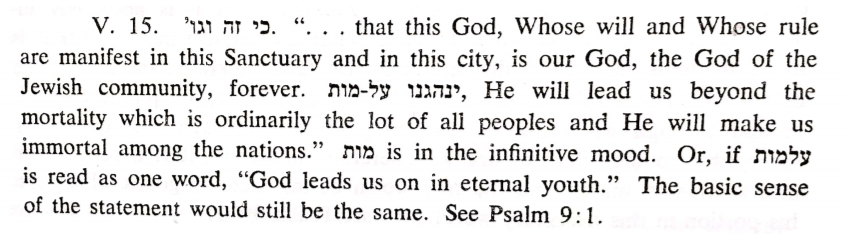 V. 15. כי זה וגו'. “. . . that this God, Whose will and Whose rule
are manifest in this Sanctuary and in this city, is our God, the God of the
Jewish community, forever. ינהגנו על-מות, He will lead us beyond the
mortality which is ordinarily the lot of all peoples and He will make us
immortal among the nations.” מות is in the infinitive mood. Or, if עלמות
is read as one word, “God leads us on in eternal youth.” The basic sense
of the statement would still be the same. See Psalm 9:1.